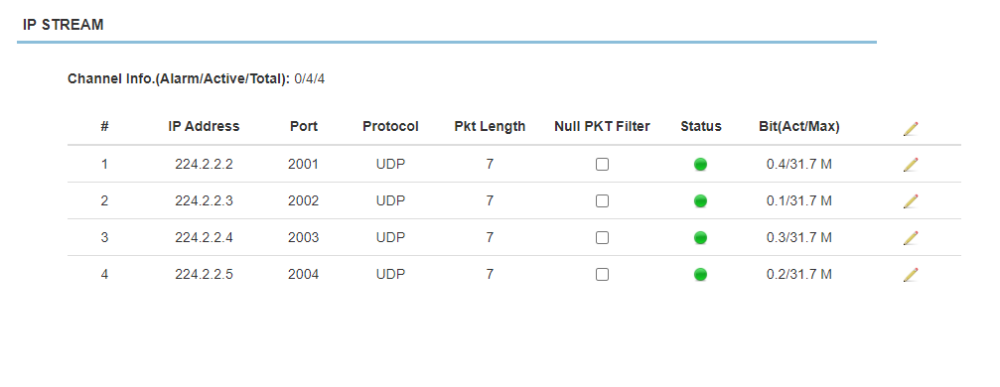 IP STREAM
Channel Info.(Alarm/Active/Total): 0/4/4
# IP Address Port Protocol Pkt Length Null PKT Filter Status Bit(Act/Max)
1 224.2.2.2 2001 UDP 7 0.4/31.7 M
2 224.2.2.3 2002 UDP 7 0.1/31.7 M
3 224.2.2.4 2003 UDP 7 0.3/31.7 M
4 224.2.2.5 2004 UDP 7 0.2/31.7 M